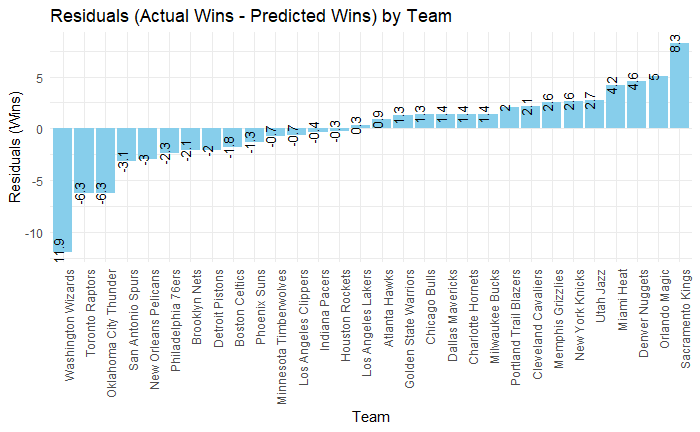 Residuals (Actual Wins - Predicted Wins) by Team
Residuals (Wins)
5
0
-5
-10
11.9
-6.3
-6.3
-3.1
-3
-2.3
-2.1
-2
-1.8
-1.3
-0.7
-0.7
-0.4
-0.3
0.3
0.9
1.3
1.3
1.4
1.4
1.4
2
2.1
2.6
2.6
2.7
4.2
4.6
5
8.3
Washington Wizards
Toronto Raptors
Oklahoma City Thunder
San Antonio Spurs
New Orleans Pelicans
Philadelphia 76ers
Brooklyn Nets
Detroit Pistons
Boston Celtics
Phoenix Suns
Minnesota Timberwolves
Los Angeles Clippers
Indiana Pacers
Houston Rockets
Los Angeles Lakers
Atlanta Hawks
Golden State Warriors
Chicago Bulls
Dallas Mavericks
Charlotte Hornets
Milwaukee Bucks
Portland Trail Blazers
Cleveland Cavaliers
Memphis Grizzlies
New York Knicks
Utah Jazz
Miami Heat
Denver Nuggets
Orlando Magic
Sacramento Kings
Team